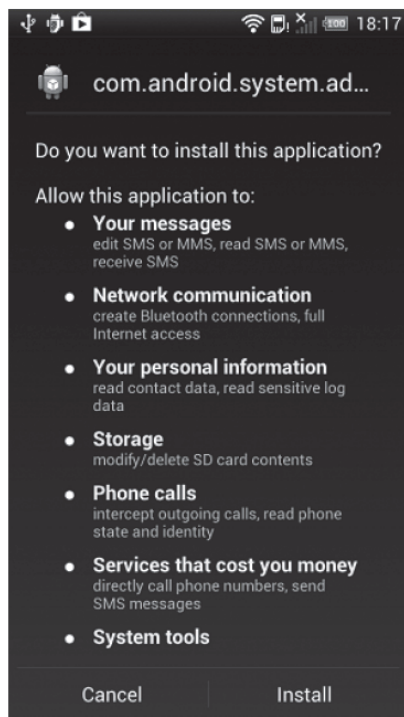 100 18:17
com.android.system.ad...
Do you want to install this application?
Allow this application to:
● Your messages
edit SMS or MMS, read SMS or MMS,
receive SMS
● Network communication
create Bluetooth connections, full
Internet access
● Your personal information
read contact data, read sensitive log
data
● Storage
modify/delete SD card contents
● Phone calls
intercept outgoing calls, read phone
state and identity
● Services that cost you money
directly call phone numbers, send
SMS messages
● System tools
Cancel Install